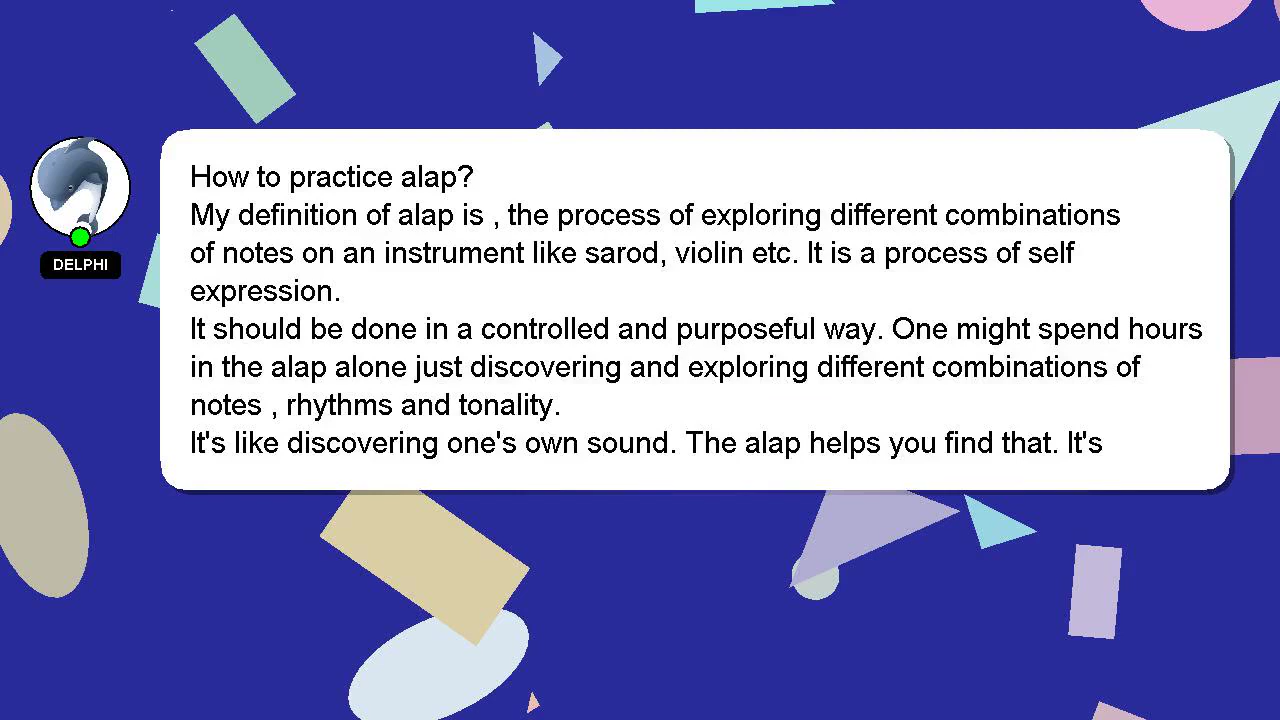 DELPHI
How to practice alap?
My definition of alap is , the process of exploring different combinations
of notes on an instrument like sarod, violin etc. It is a process of self
expression.
It should be done in a controlled and purposeful way. One might spend hours
in the alap alone just discovering and exploring different combinations of
notes , rhythms and tonality.
It's like discovering one's own sound. The alap helps you find that. It's